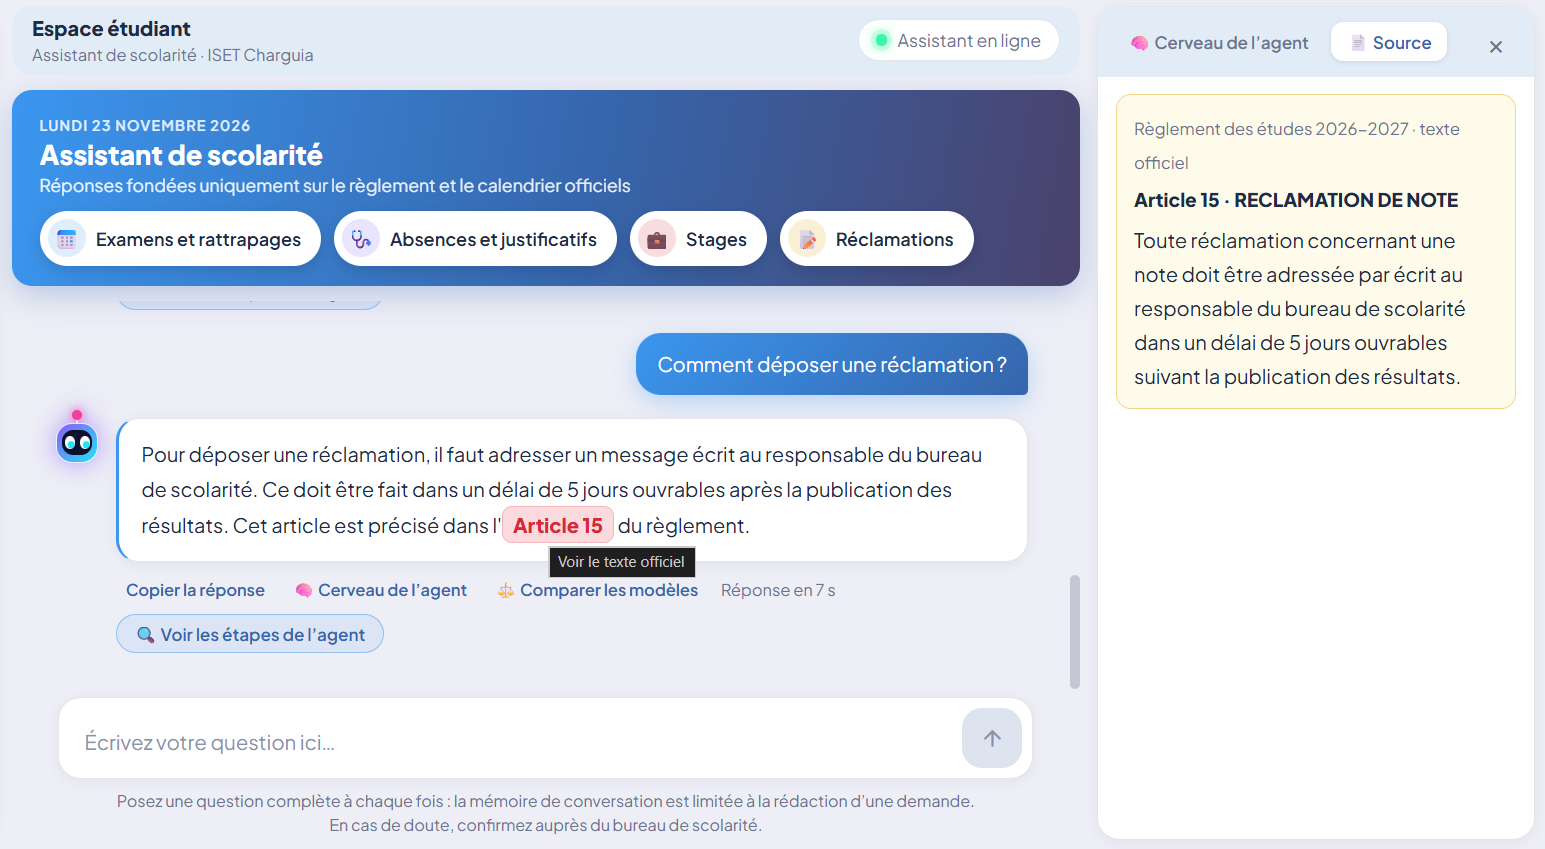 Espace étudiant
Assistant de scolarité · ISET Charguia
Assistant en ligne
LUNDI 23 NOVEMBRE 2026
Assistant de scolarité
Réponses fondées uniquement sur le règlement et le calendrier officiels
Examens et rattrapages
Absences et justificatifs
Stages
Réclamations
Comment déposer une réclamation ?
Pour déposer une réclamation, il faut adresser un message écrit au responsable du bureau
de scolarité. Ce doit être fait dans un délai de 5 jours ouvrables après la publication des
résultats. Cet article est précisé dans l'Article 15 du règlement.
Voir le texte officiel
Copier la réponse
Cerveau de l’agent
Comparer les modèles
Réponse en 7 s
Voir les étapes de l’agent
Écrivez votre question ici…
Posez une question complète à chaque fois : la mémoire de conversation est limitée à la rédaction d’une demande.
En cas de doute, confirmez auprès du bureau de scolarité.
Cerveau de l’agent
Source
×
Règlement des études 2026–2027 · texte
officiel
Article 15 · RECLAMATION DE NOTE
Toute réclamation concernant une
note doit être adressée par écrit au
responsable du bureau de scolarité
dans un délai de 5 jours ouvrables
suivant la publication des résultats.